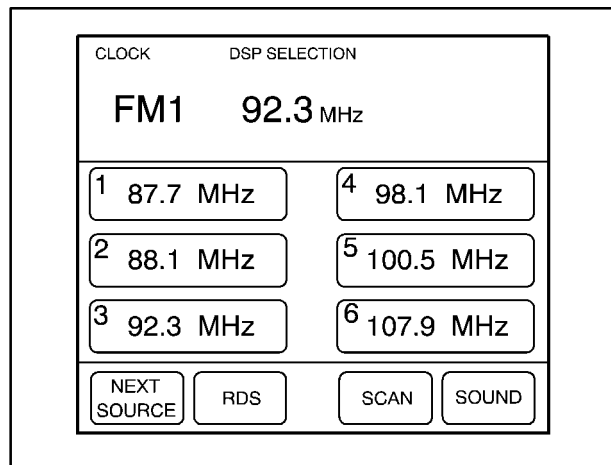 CLOCK DSP SELECTION
FM1 92.3 MHz
1 87.7 MHz 4 98.1 MHz
2 88.1 MHz 5 100.5 MHz
3 92.3 MHz 6 107.9 MHz
NEXT SOURCE RDS SCAN SOUND